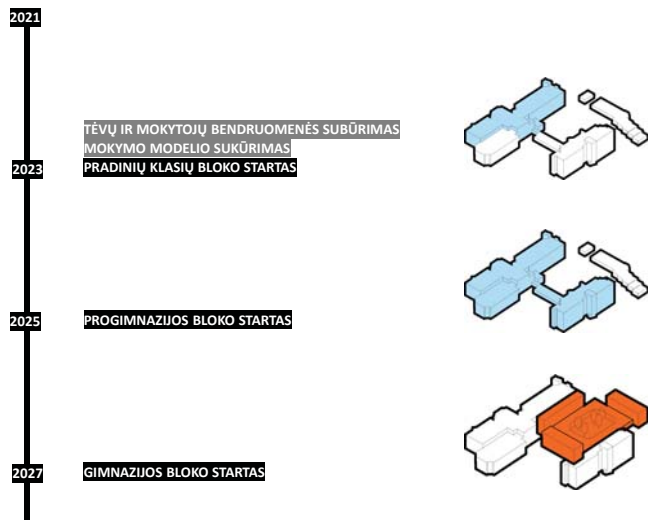 2021
TĖVŲ IR MOKYTOJŲ BENDRUOMENĖS SUBŪRIMAS
MOKYMO MODELIO SUKŪRIMAS
2023
PRADINIŲ KLASIŲ BLOKO STARTAS
2025
PROGIMNAZIJOS BLOKO STARTAS
2027
GIMNAZIJOS BLOKO STARTAS